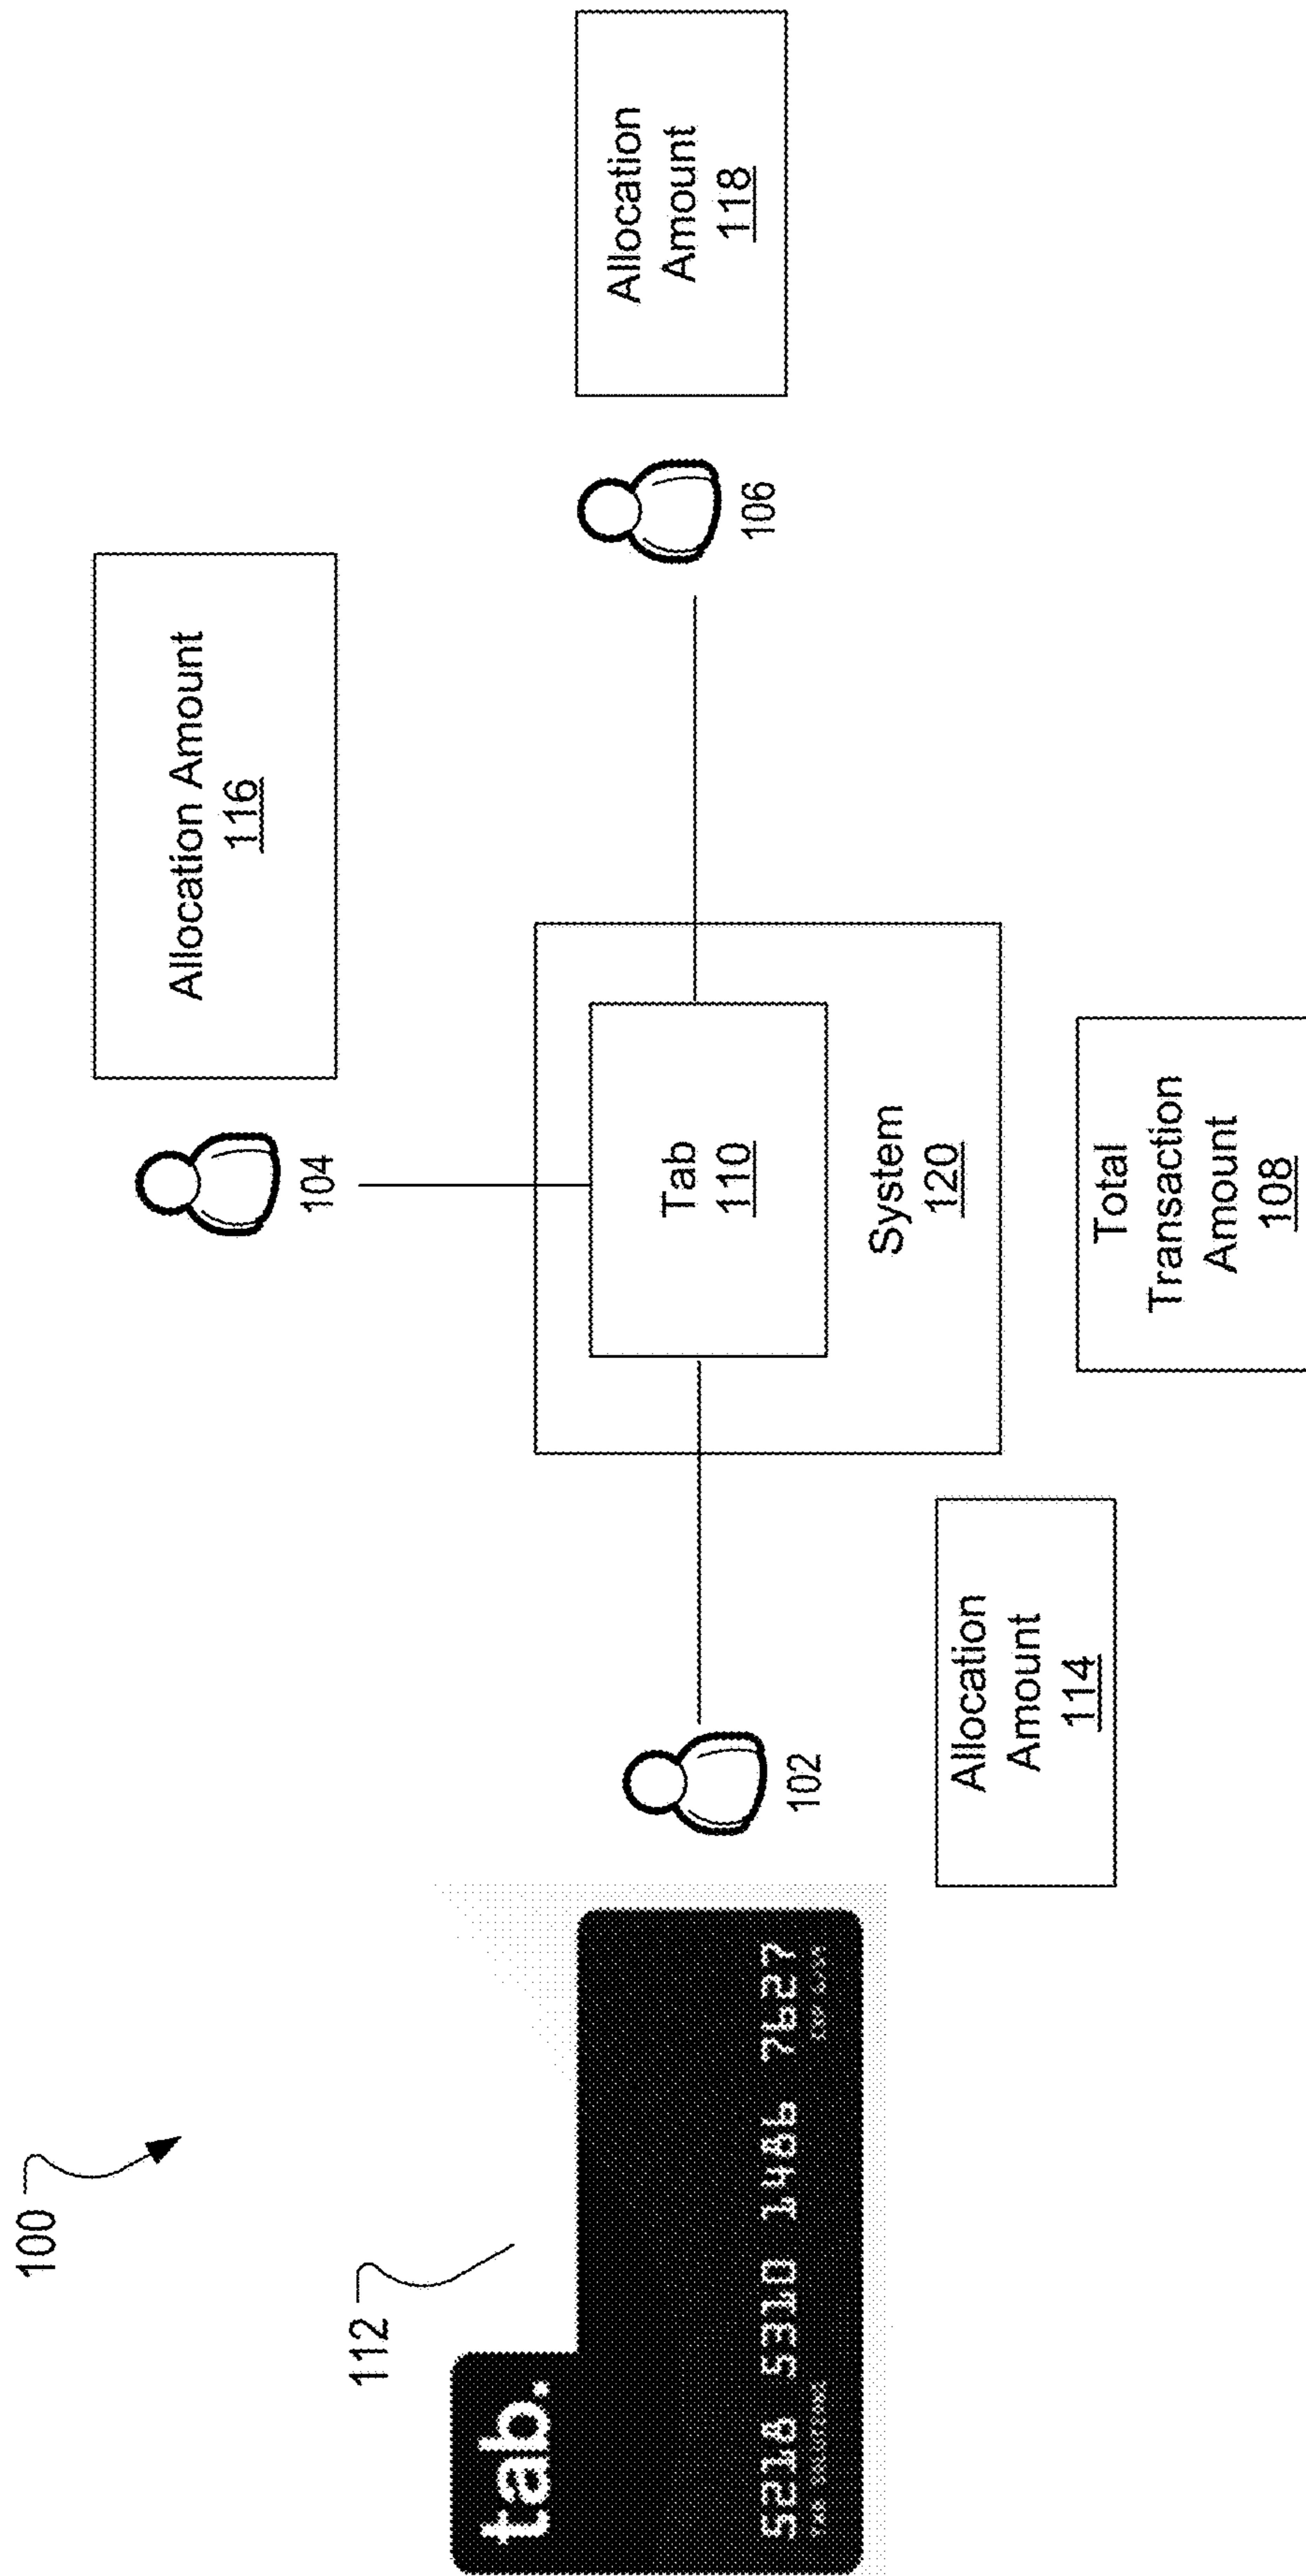 100
112
tab.
5218 5310 1486 7627
104
Allocation Amount
116
102
Tab
110
System
120
106
Allocation
Amount
118
Allocation
Amount
114
Total
Transaction
Amount
108